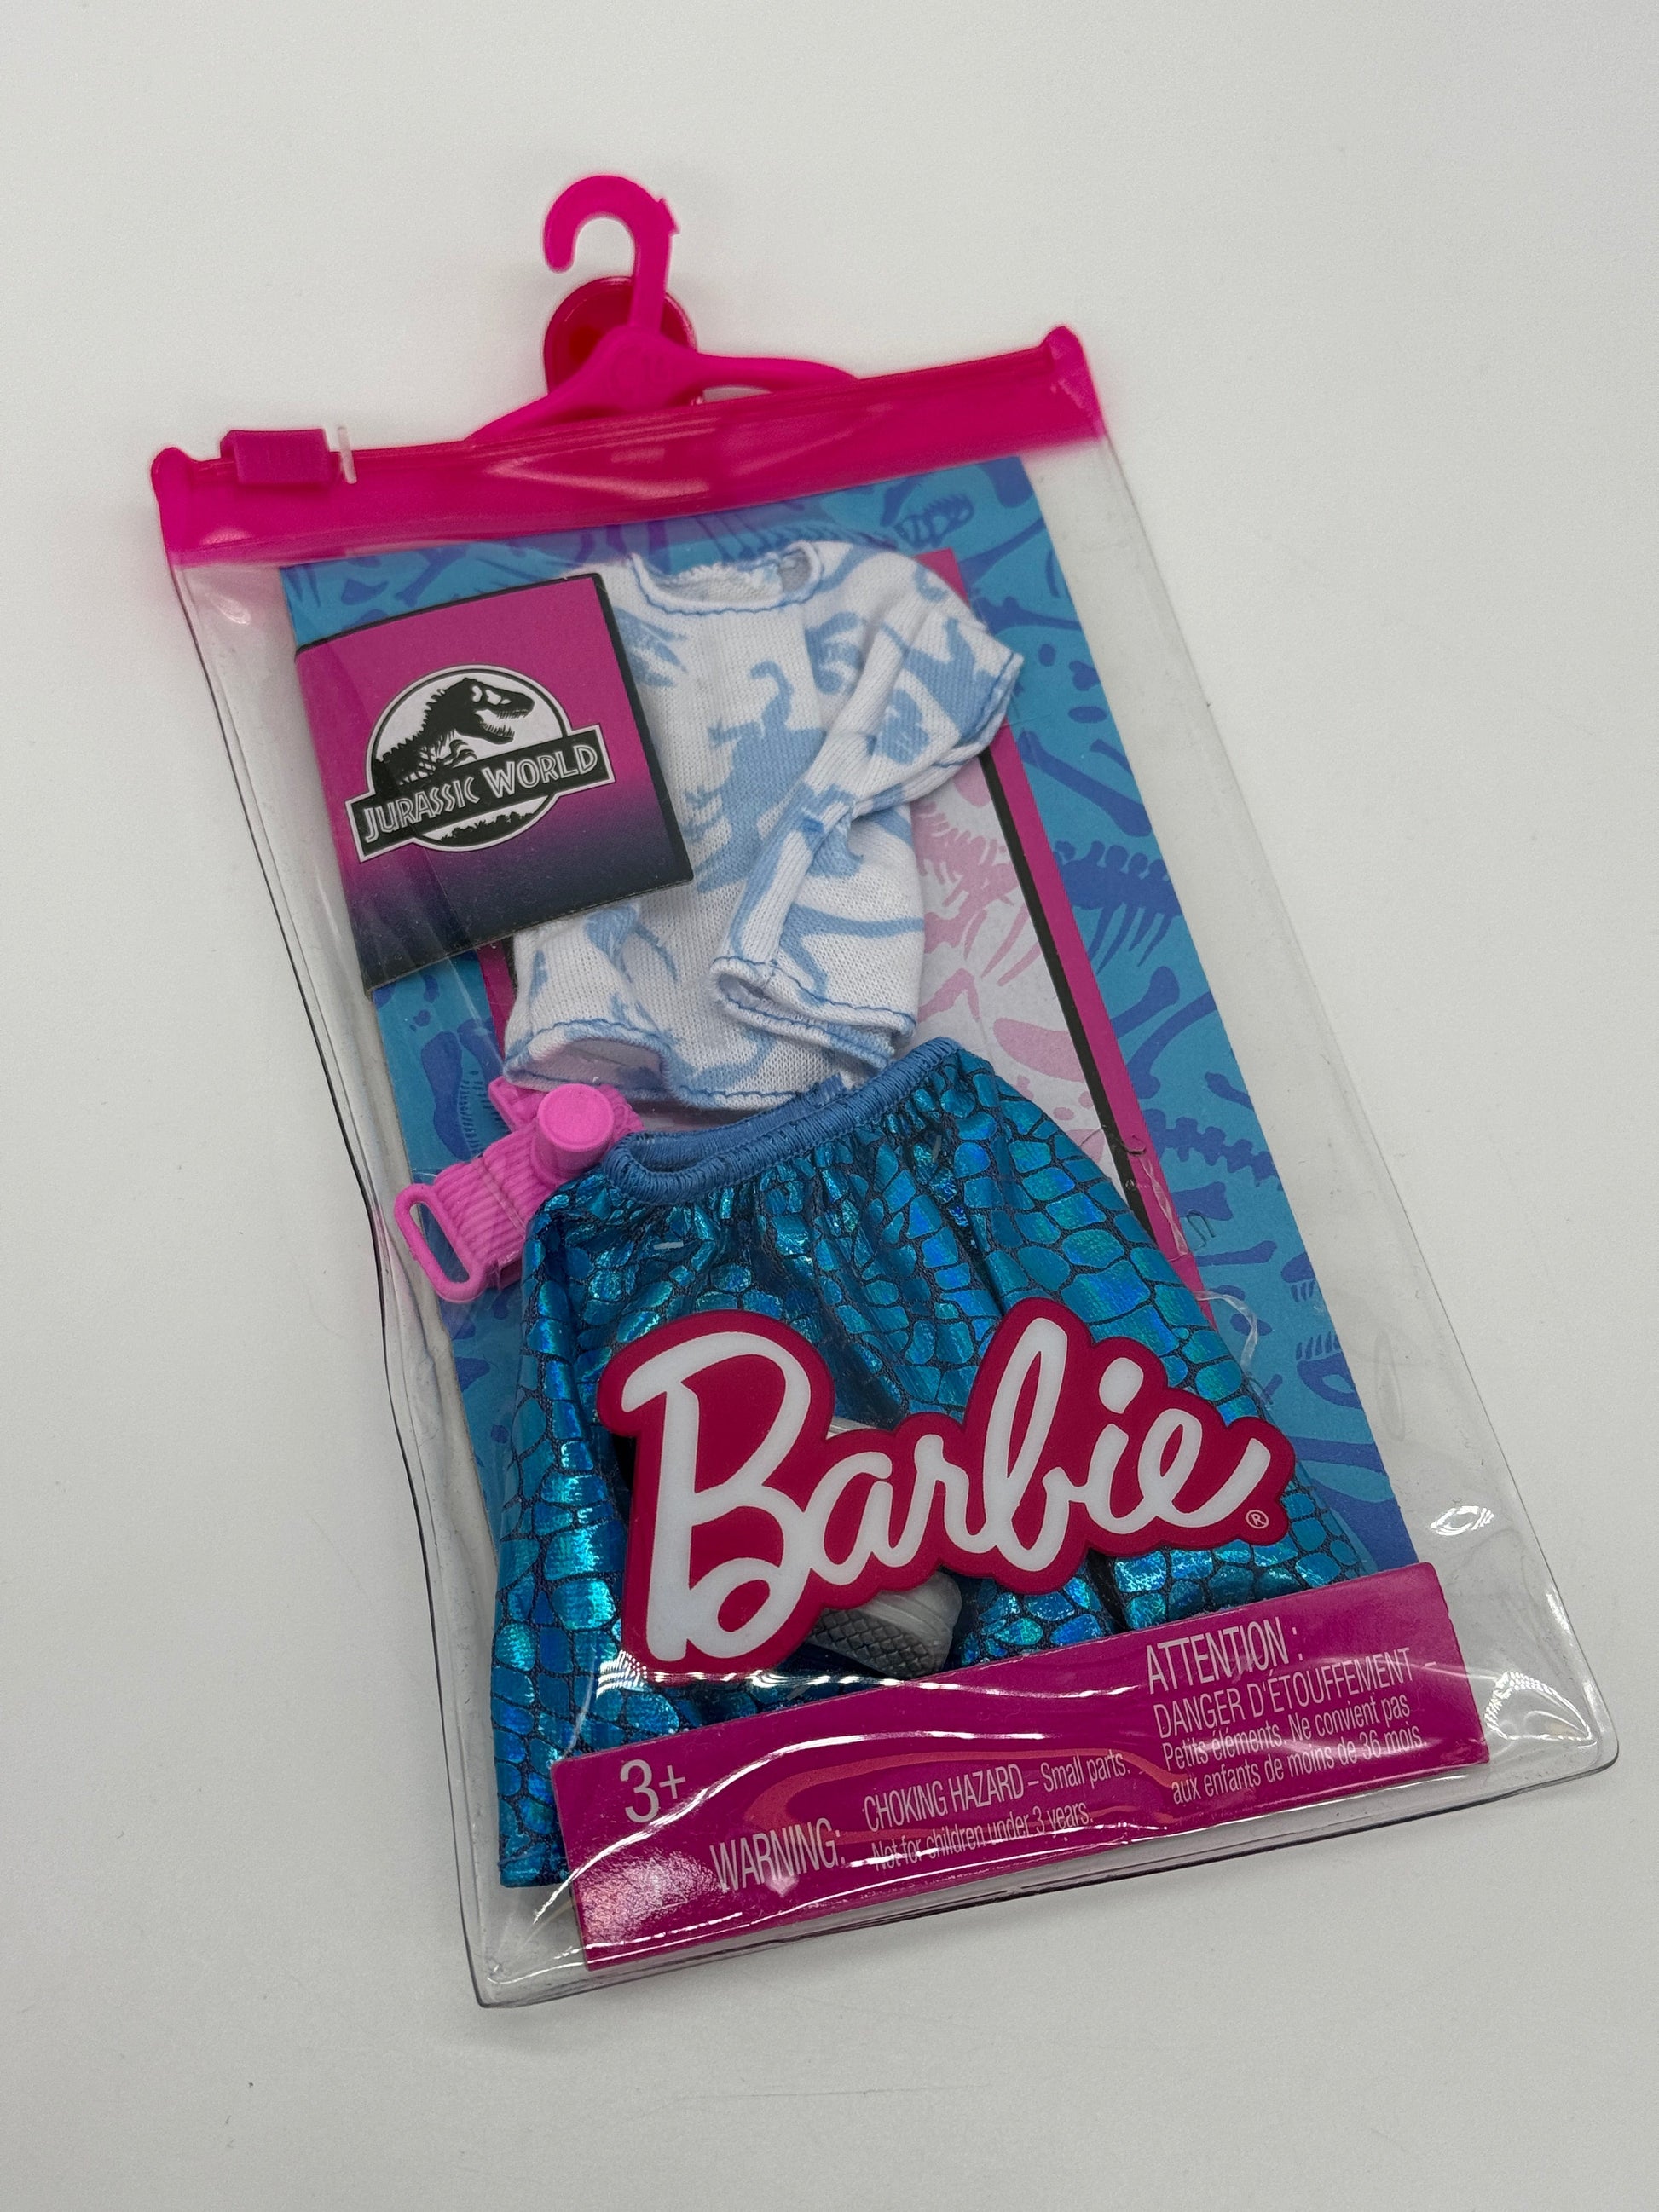 JURASSIC WORLD
Barbie®
3+
WARNING:
CHOKING HAZARD – Small parts.
Not for children under 3 years.
ATTENTION :
DANGER D'ÉTOUFFEMENT –
Petits éléments. Ne convient pas
aux enfants de moins de 36 mois.